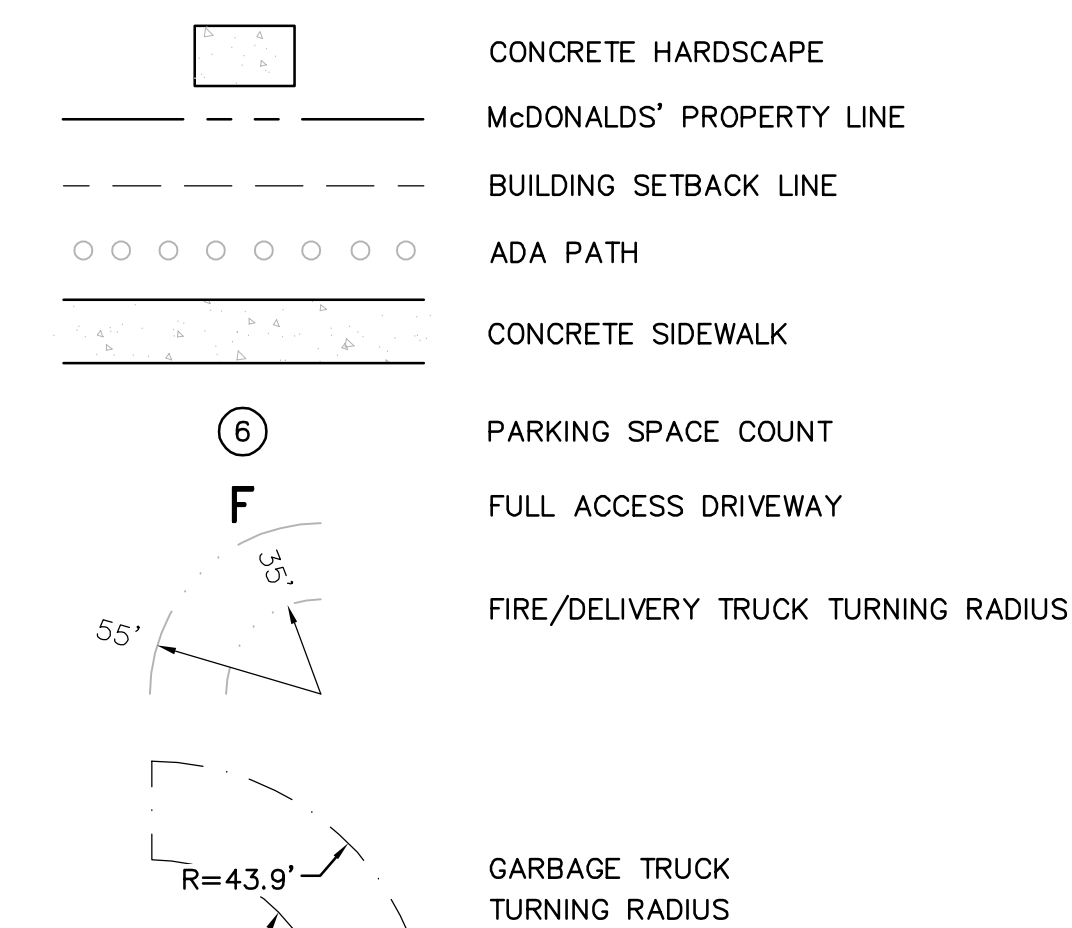 CONCRETE HARDSCAPE
McDONALDS' PROPERTY LINE
BUILDING SETBACK LINE
ADA PATH
CONCRETE SIDEWALK
6 PARKING SPACE COUNT
F FULL ACCESS DRIVEWAY
35'
55'
FIRE/DELIVERY TRUCK TURNING RADIUS
R=43.9'
GARBAGE TRUCK
TURNING RADIUS